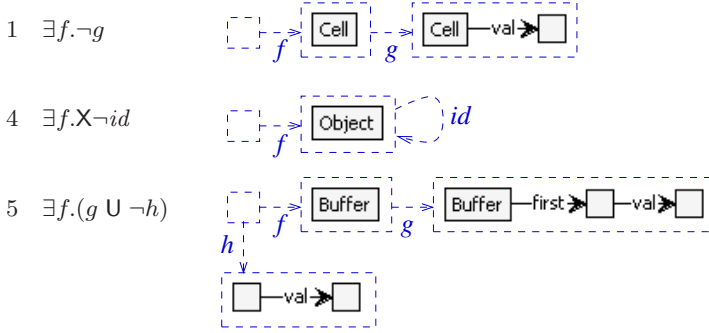 1 ∃f.¬g Cell Cell val
f g
4 ∃f.X¬id Object id
f
5 ∃f.(g U ¬h) Buffer Buffer first val
f g
h
val